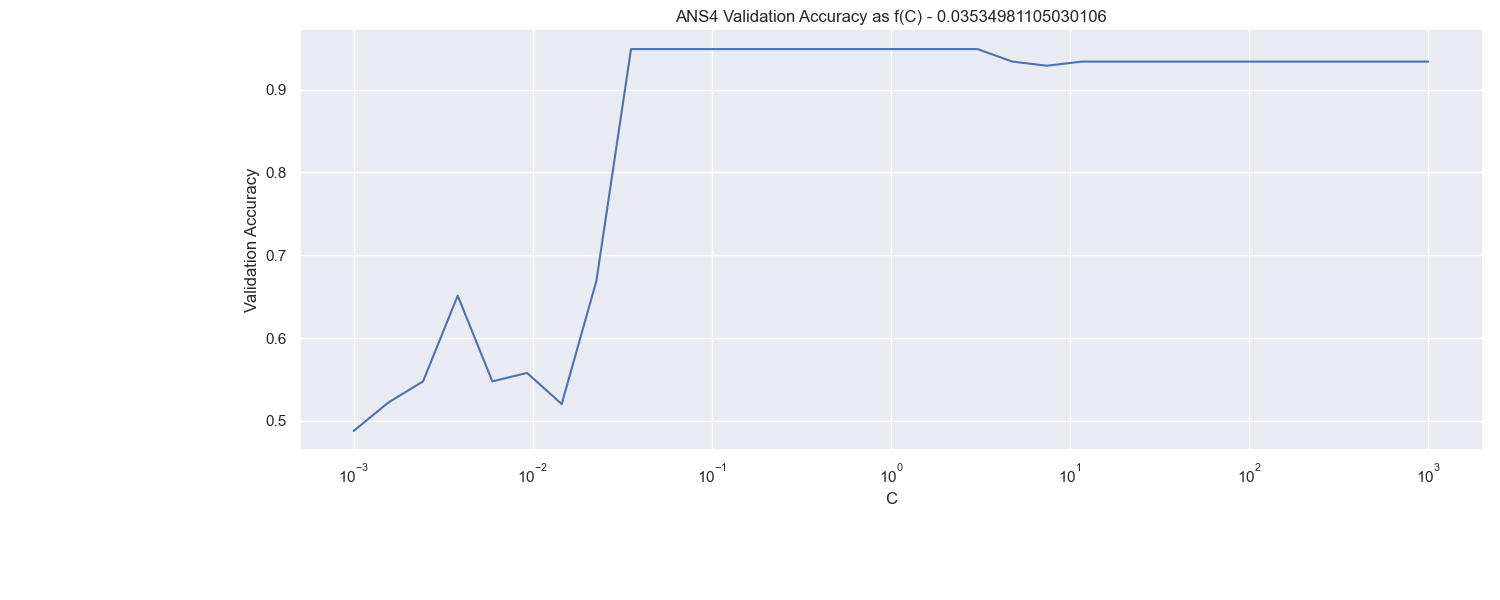 ANS4 Validation Accuracy as f(C) - 0.03534981105030106
Validation Accuracy
0.9
0.8
0.7
0.6
0.5
10⁻³ 10⁻² 10⁻¹ 10⁰ 10¹ 10² 10³
C